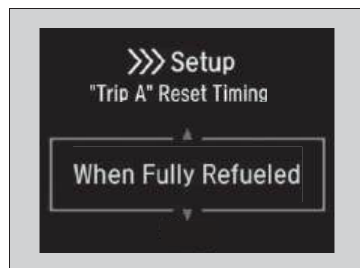 >>> Setup
"Trip A" Reset Timing
When Fully Refueled